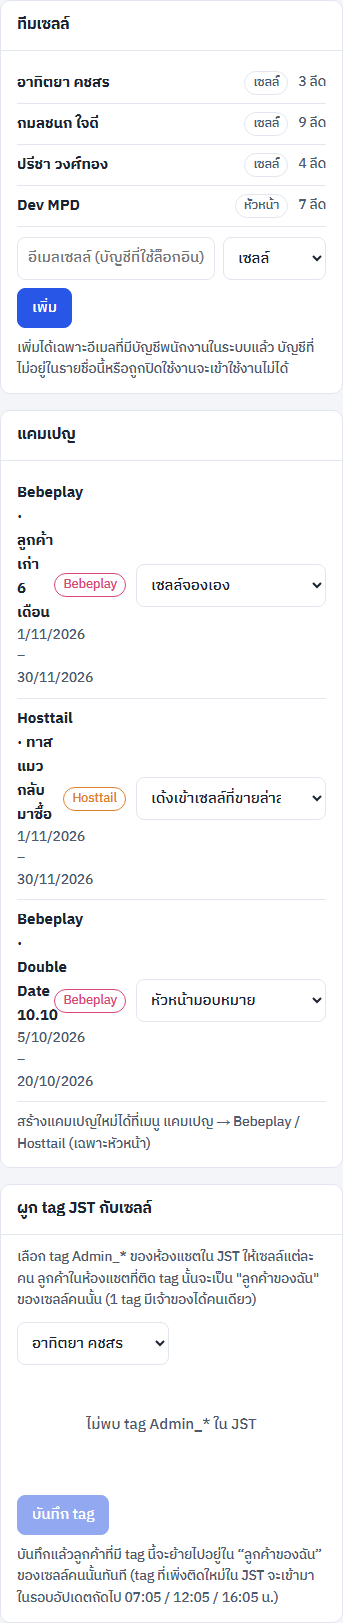 ทีมเซลล์
อาทิตยา คชสร เซลล์ 3 ลีด
กมลชนก ใจดี เซลล์ 9 ลีด
ปรีชา วงศ์ทอง เซลล์ 4 ลีด
Dev MPD หัวหน้า 7 ลีด
อีเมลเซลล์ (บัญชีที่ใช้ล็อกอิน) เซลล์
เพิ่ม
เพิ่มได้เฉพาะอีเมลที่มีบัญชีพนักงานในระบบแล้ว บัญชีที่
ไม่อยู่ในรายชื่อนี้หรือถูกปิดใช้งานจะเข้าใช้งานไม่ได้
แคมเปญ
Bebeplay
·
ลูกค้า
เก่า
6
เดือน
1/11/2026
–
30/11/2026
Bebeplay
เซลล์จองเอง
Hosttail
· ทาส
แมว
กลับ
มาซื้อ
1/11/2026
–
30/11/2026
Hosttail
เด้งเข้าเซลล์ที่ขายล่าส
Bebeplay
·
Double
Date
10.10
5/10/2026
–
20/10/2026
Bebeplay
หัวหน้ามอบหมาย
สร้างแคมเปญใหม่ได้ที่เมนู แคมเปญ → Bebeplay /
Hosttail (เฉพาะหัวหน้า)
ผูก tag JST กับเซลล์
เลือก tag Admin_* ของห้องแชตใน JST ให้เซลล์แต่ละ
คน ลูกค้าในห้องแชตที่ติด tag นั้นจะเป็น "ลูกค้าของฉัน"
ของเซลล์คนนั้น (1 tag มีเจ้าของได้คนเดียว)
อาทิตยา คชสร
ไม่พบ tag Admin_* ใน JST
บันทึก tag
บันทึกแล้วลูกค้าที่มี tag นี้จะย้ายไปอยู่ใน “ลูกค้าของฉัน”
ของเซลล์คนนั้นทันที (tag ที่เพิ่งติดใหม่ใน JST จะเข้ามา
ในรอบอัปเดตถัดไป 07:05 / 12:05 / 16:05 น.)